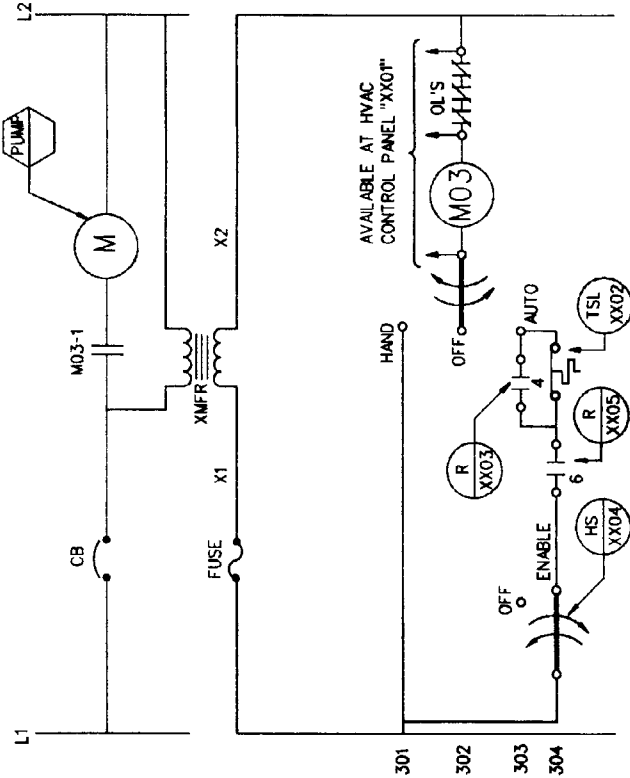 L1
L2
PUMP
M
M03-1
CB
XMFR
X1
X2
FUSE
AVAILABLE AT HVAC
CONTROL PANEL "XX01"
OL'S
M03
HAND
OFF
AUTO
4
R
XX03
TSL
XX02
R
XX05
6
ENABLE
OFF
HS
XX04
301
302
303
304